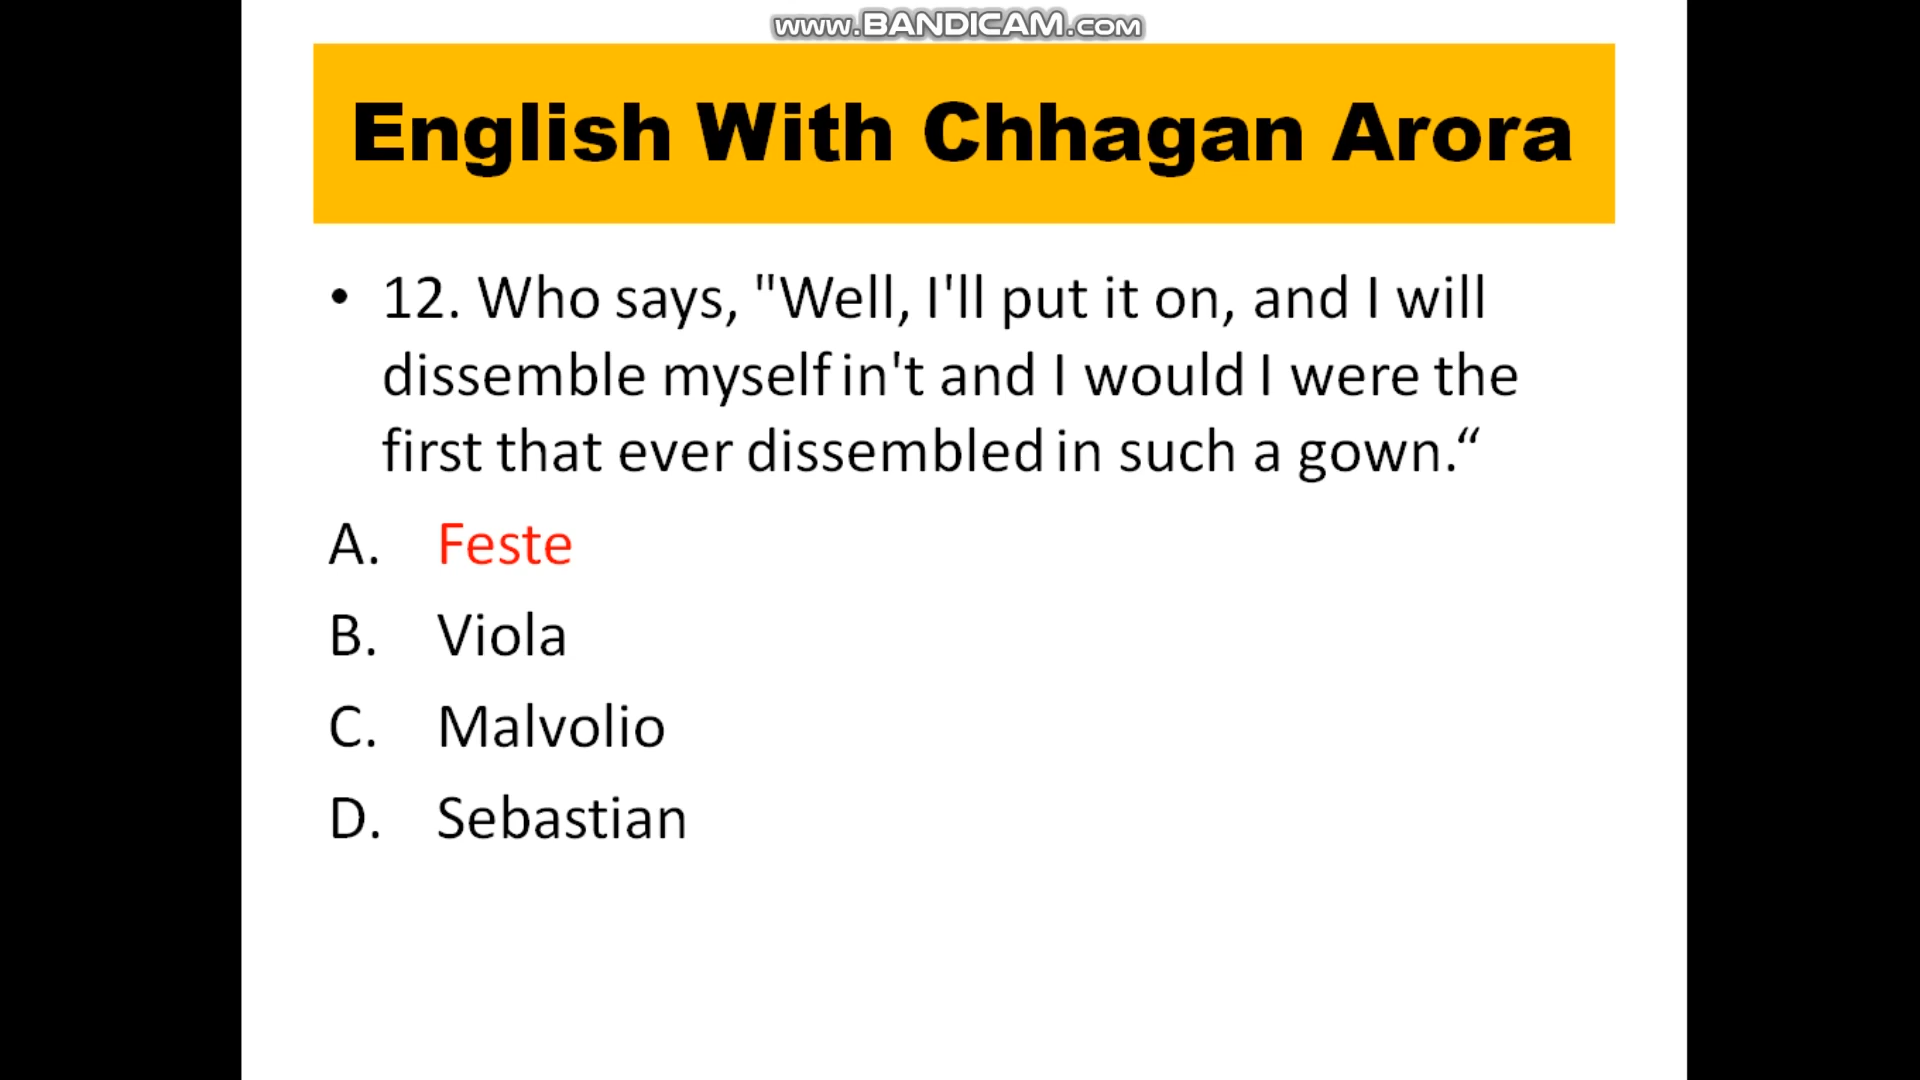 www.BANDICAM.com
English With Chhagan Arora
• 12. Who says, "Well, I'll put it on, and I will
dissemble myself in't and I would I were the
first that ever dissembled in such a gown.“
A. Feste
B. Viola
C. Malvolio
D. Sebastian